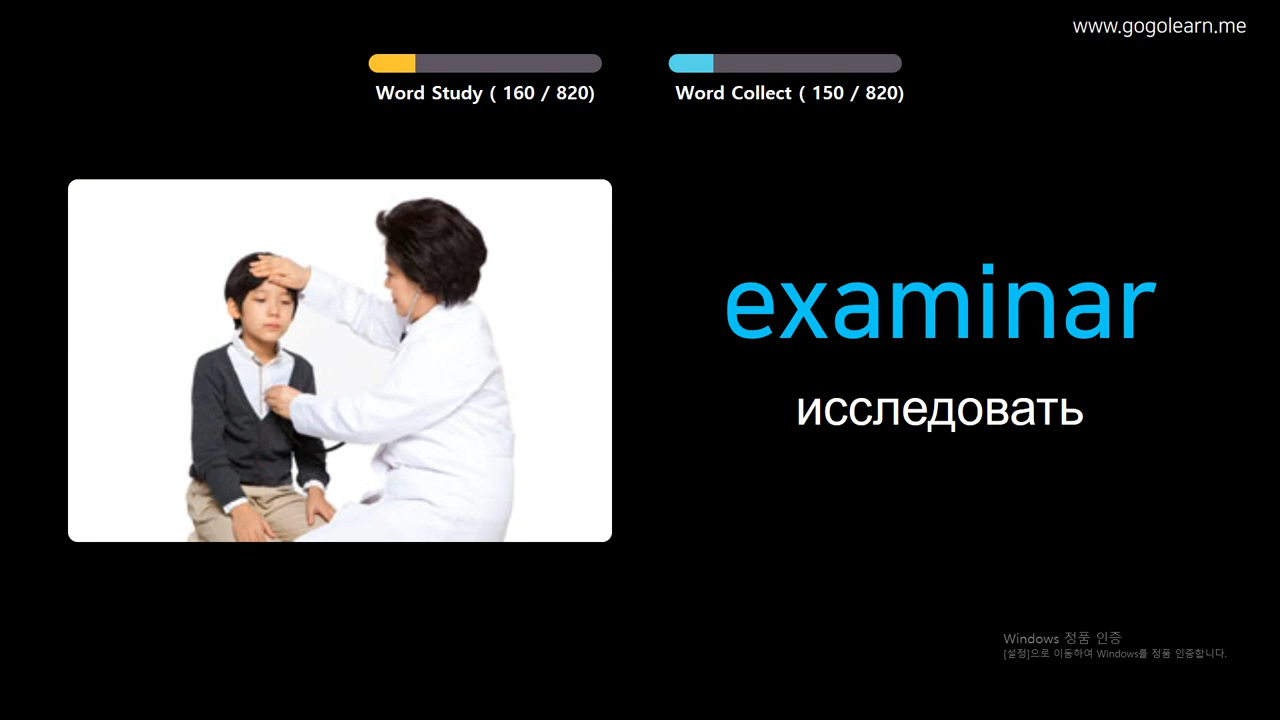 www.gogolearn.me
Word Study ( 160 / 820)
Word Collect ( 150 / 820)
examinar
исследовать
Windows 정품 인증
[설정]으로 이동하여 Windows를 정품 인증합니다.